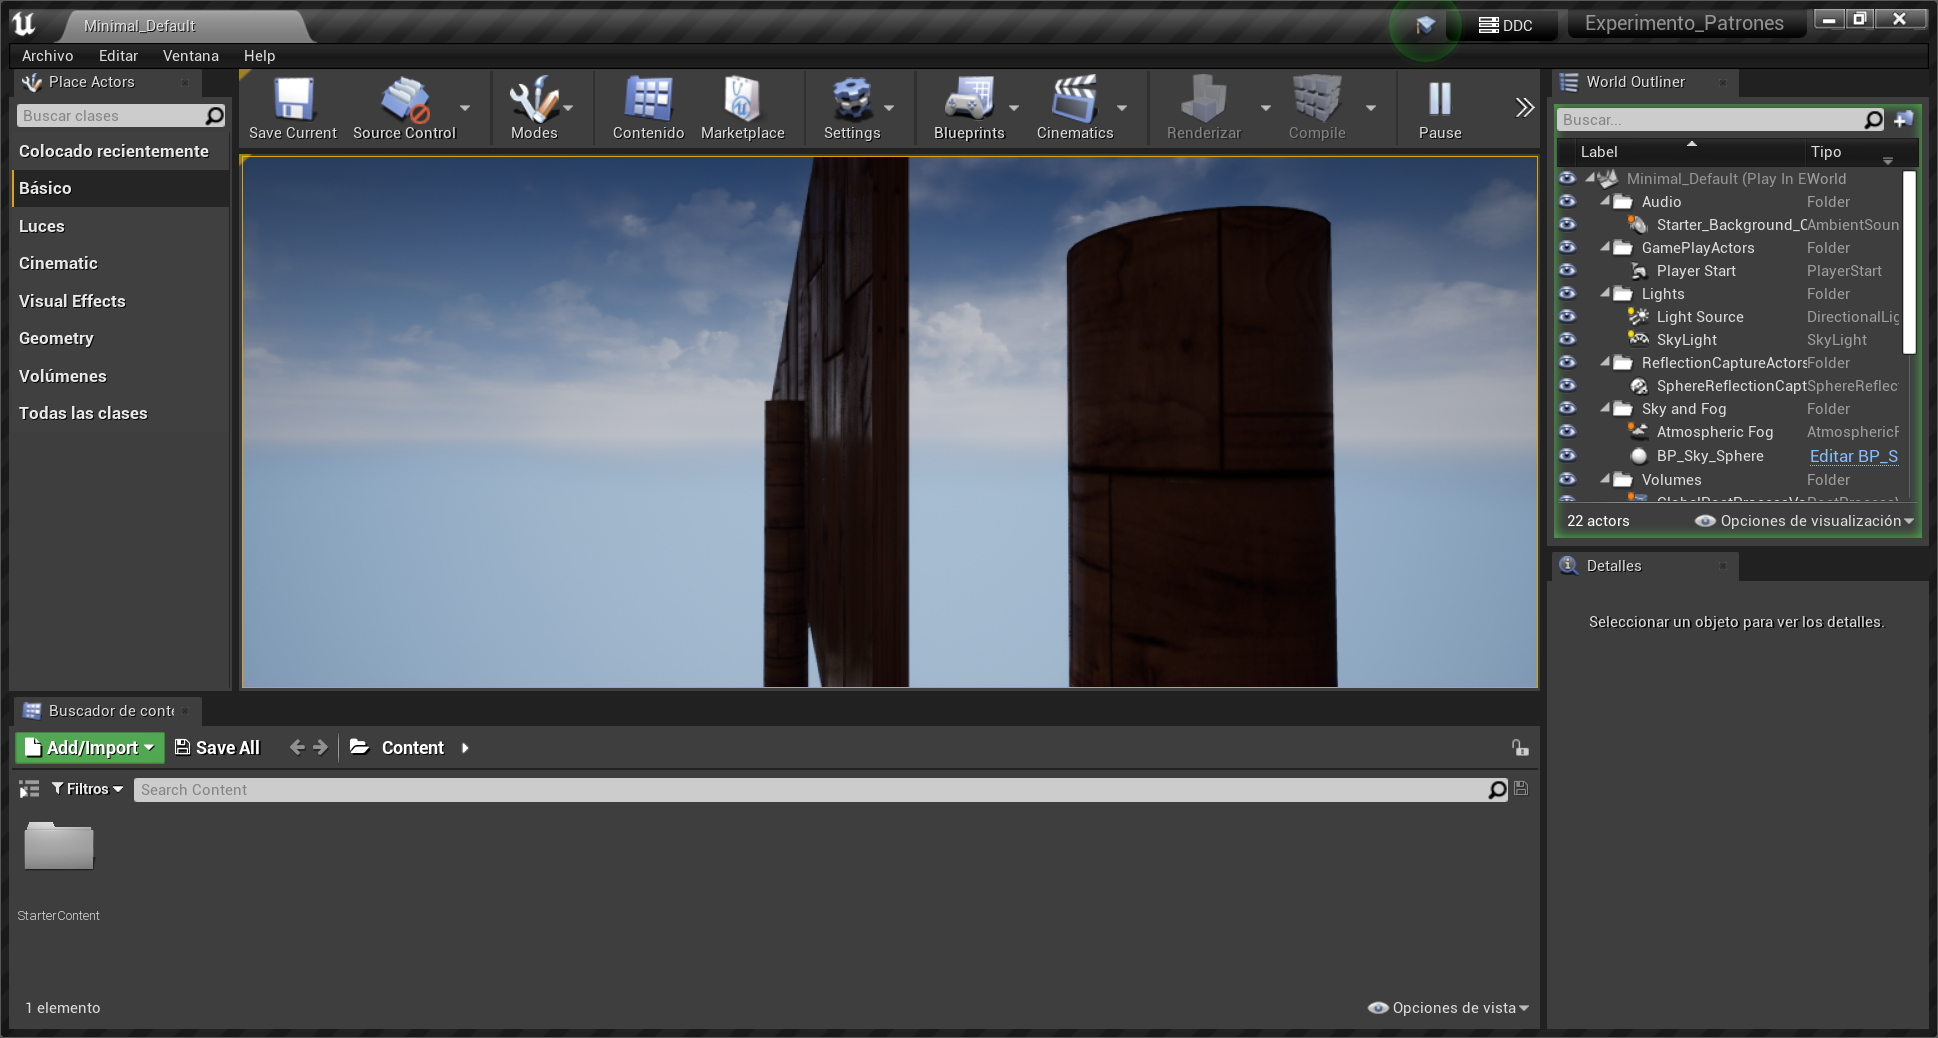 Minimal_Default
DDC
Experimento_Patrones
Archivo Editar Ventana Help
Place Actors
Buscar clases
Colocado recientemente
Básico
Luces
Cinematic
Visual Effects
Geometry
Volúmenes
Todas las clases
Save Current Source Control Modes Contenido Marketplace Settings Blueprints Cinematics Renderizar Compile Pause
World Outliner
Buscar...
Label Tipo
Minimal_Default (Play In E World
Audio Folder
Starter_Background_C AmbientSoun
GamePlayActors Folder
Player Start PlayerStart
Lights Folder
Light Source DirectionalLig
SkyLight SkyLight
ReflectionCaptureActors Folder
SphereReflectionCapt SphereReflec
Sky and Fog Folder
Atmospheric Fog AtmosphericF
BP_Sky_Sphere Editar BP_S
Volumes Folder
22 actors Opciones de visualización
Detalles
Seleccionar un objeto para ver los detalles.
Buscador de conte
Add/Import Save All Content
Filtros Search Content
StarterContent
1 elemento Opciones de vista